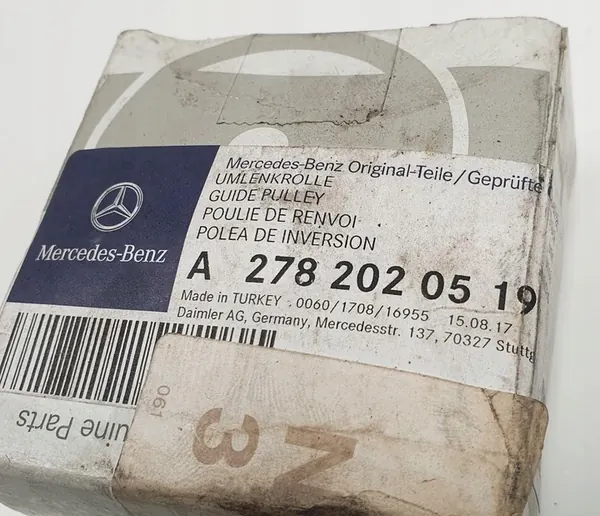 Mercedes-Benz Original-Teile/Geprüfte
UMLENKROLLE
GUIDE PULLEY
POULIE DE RENVOI
POLEA DE INVERSION
Mercedes-Benz
A 278 202 05 19
Made in TURKEY 0060/1708/16955 15.08.17
Daimler AG, Germany, Mercedesstr. 137, 70327 Stuttg
061
N
3
uine Parts